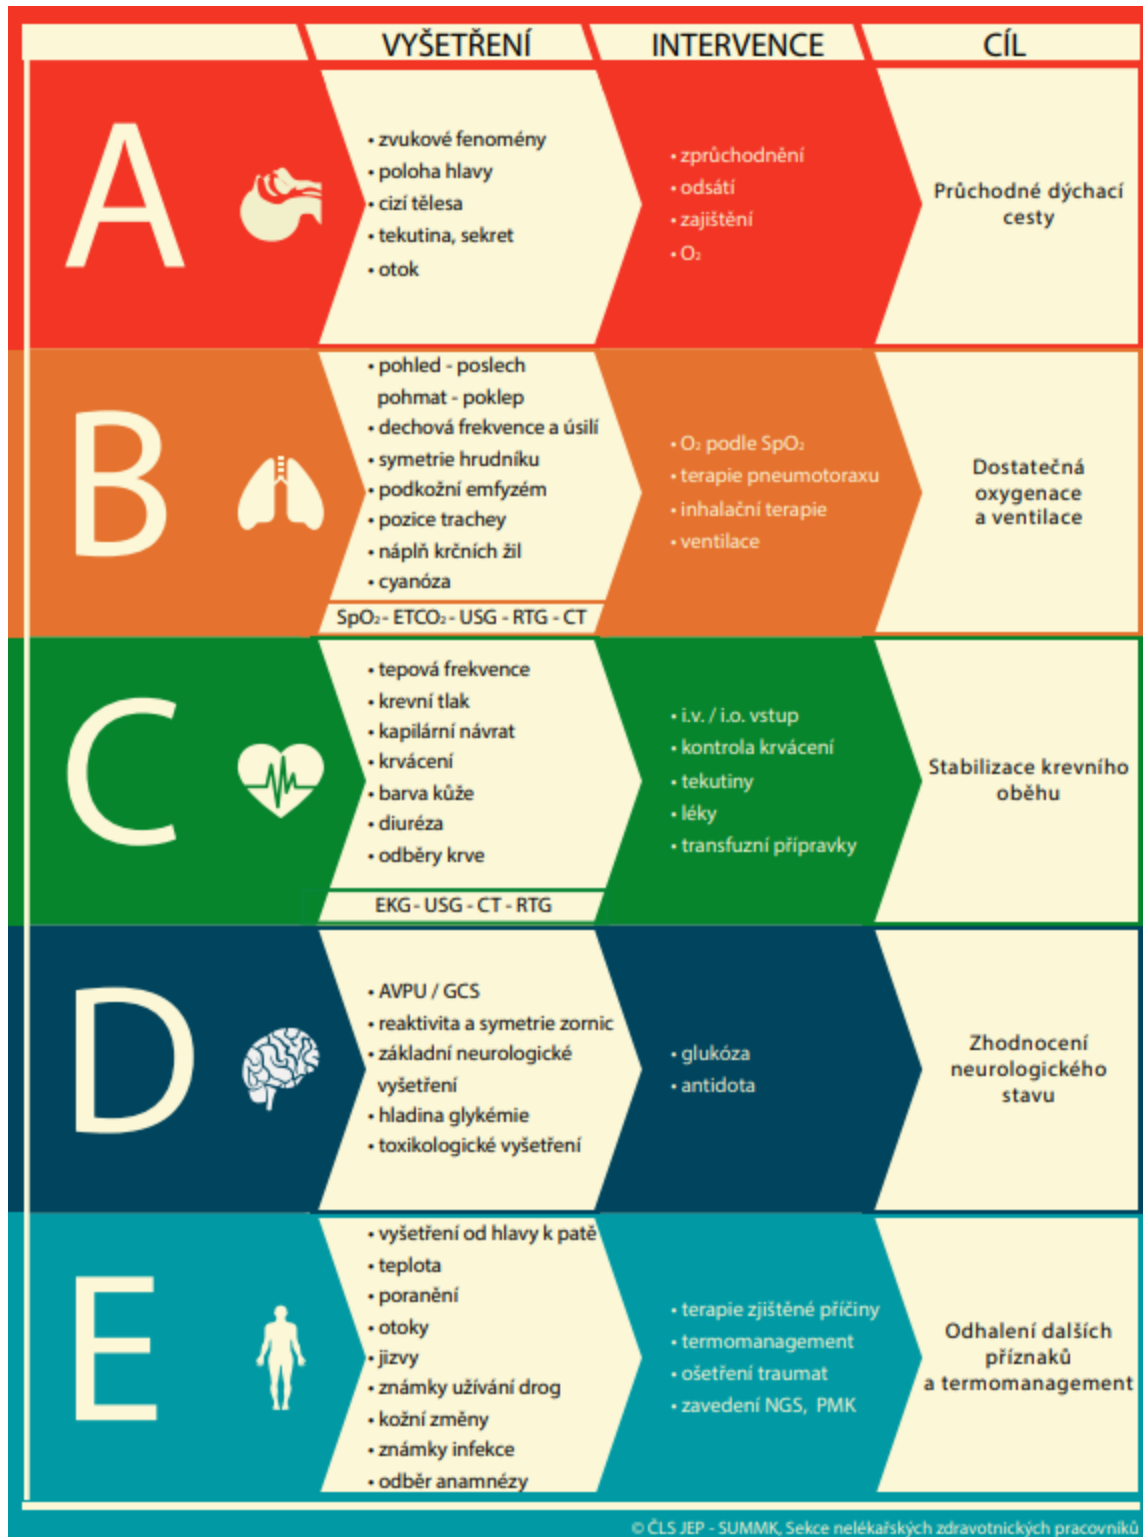 VYŠETŘENÍ
INTERVENCE
CÍL
A
• zvukové fenomény
• poloha hlavy
• cizí tělesa
• tekutina, sekret
• otok
• zprůchodnění
• odsátí
• zajištění
• O₂
Průchodné dýchací
cesty
B
• pohled - poslech
pohmat - poklep
• dechová frekvence a úsilí
• symetrie hrudníku
• podkožní emfyzém
• pozice trachey
• náplň krčních žil
• cyanóza
SpO₂ - ETCO₂ - USG - RTG - CT
• O₂ podle SpO₂
• terapie pneumotoraxu
• inhalační terapie
• ventilace
Dostatečná
oxygenace
a ventilace
C
• tepová frekvence
• krevní tlak
• kapilární návrat
• krvácení
• barva kůže
• diuréza
• odběry krve
EKG - USG - CT - RTG
• i.v. / i.o. vstup
• kontrola krvácení
• tekutiny
• léky
• transfuzní přípravky
Stabilizace krevního
oběhu
D
• AVPU / GCS
• reaktivita a symetrie zornic
• základní neurologické
vyšetření
• hladina glykémie
• toxikologické vyšetření
• glukóza
• antidota
Zhodnocení
neurologického
stavu
E
• vyšetření od hlavy k patě
• teplota
• poranění
• otoky
• jizvy
• známky užívání drog
• kožní změny
• známky infekce
• odběr anamnézy
• terapie zjištěné příčiny
• termomanagement
• ošetření traumat
• zavedení NGS, PMK
Odhalení dalších
příznaků
a termomanagement
© ČLS JEP - SUMMK, Sekce nelékařských zdravotnických pracovníků